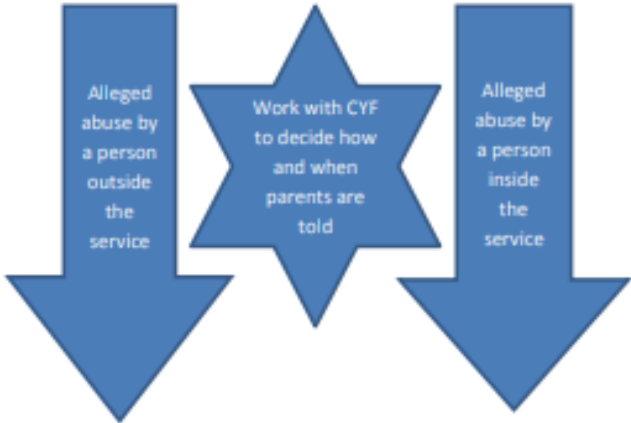 Alleged
abuse by
a person
outside
the
service
Work with CYF
to decide how
and when
parents are
told
Alleged
abuse by
a person
inside
the
service